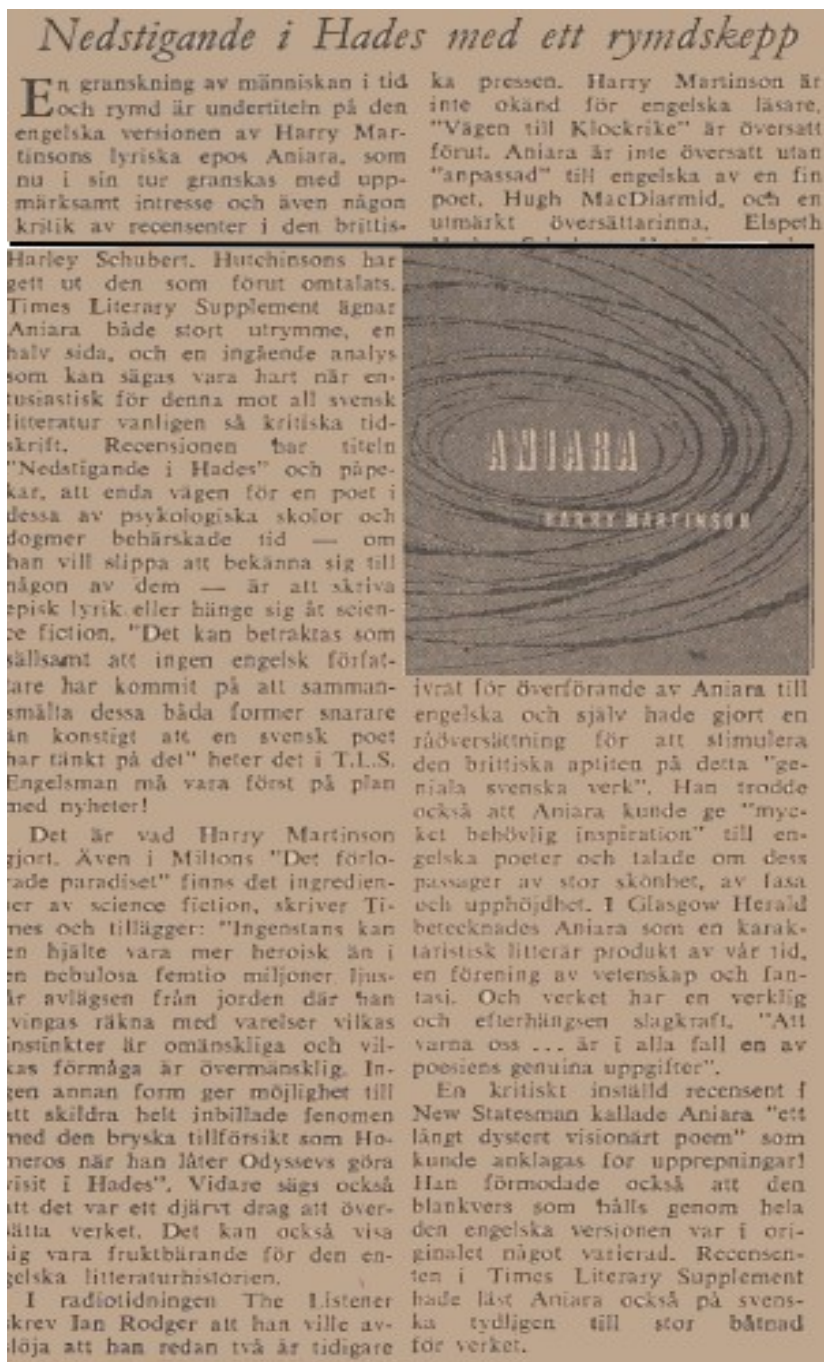 Nedstigande i Hades med ett rymdskepp
En granskning av människan i tid
och rymd är undertiteln på den
engelska versionen av Harry Mar-
tinsons lyriska epos Aniara, som
nu i sin tur granskas med upp-
märksamt intresse och även någon
kritik av recensenter i den brittis-
ka pressen. Harry Martinson är
inte okänd för engelska läsare,
"Vägen till Klockrike" är översatt
förut. Aniara är inte översatt utan
"anpassad" till engelska av en fin
poet, Hugh MacDiarmid, och en
utmärkt översättarinna, Elspeth
Harley Schubert. Hutchinsons har
gett ut den som förut omtalats.
Times Literary Supplement ägnar
Aniara både stort utrymme, en
halv sida, och en ingående analys
som kan sägas vara hart när en-
tusiastisk för denna mot all svensk
litteratur vanligen så kritiska tid-
skrift. Recensionen har titeln
"Nedstigande i Hades" och påpe-
kar, att enda vägen för en poet i
dessa av psykologiska skolor och
dogmer behärskade tid — om
han vill slippa att bekänna sig till
någon av dem — är att skriva
episk lyrik eller hänge sig åt scien-
ce fiction. "Det kan betraktas som
sällsamt att ingen engelsk förfat-
tare har kommit på att samman-
smälta dessa båda former snarare
än konstigt att en svensk poet
har tänkt på det" heter det i T.L.S.
Engelsman må vara först på plan
med nyheter!
Det är vad Harry Martinson
gjort. Även i Miltons "Det förlo-
rade paradiset" finns det ingredien-
ser av science fiction, skriver Ti-
mes och tillägger: "Ingenstans kan
en hjälte vara mer heroisk än i
en nebulosa femtio miljoner ljus-
år avlägsen från jorden där han
tvingas räkna med varelser vilkas
instinkter är omänskliga och vil-
kas förmåga är övermänsklig. In-
gen annan form ger möjlighet till
att skildra helt inbillade fenomen
med den bryska tillförsikt som Ho-
meros när han låter Odyssevs göra
visit i Hades". Vidare sägs också
att det var ett djärvt drag att över-
sätta verket. Det kan också visa
sig vara fruktbärande för den en-
gelska litteraturhistorien.
I radiotidningen The Listener
skrev Ian Rodger att han ville av-
slöja att han redan två år tidigare
ANIARA
HARRY MARTINSON
ivrat för överförande av Aniara till
engelska och själv hade gjort en
råöversättning för att stimulera
den brittiska aptiten på detta "ge-
niala svenska verk". Han trodde
också att Aniara kunde ge "myc-
ket behövlig inspiration" till en-
gelska poeter och talade om dess
passager av stor skönhet, av fasa
och upphöjdhet. I Glasgow Herald
betecknades Aniara som en karak-
täristisk litterär produkt av vår tid,
en förening av vetenskap och fan-
tasi. Och verket har en verklig
och efterhängsen slagkraft. "Att
varna oss ... är i alla fall en av
poesiens genuina uppgifter".
En kritiskt inställd recensent i
New Statesman kallade Aniara "ett
långt dystert visionärt poem" som
kunde anklagas för upprepningar!
Han förmodade också att den
blankvers som hålls genom hela
den engelska versionen var i ori-
ginalet något varierad. Recensen-
ten i Times Literary Supplement
hade läst Aniara också på svens-
ka tydligen till stor båtnad
för verket.